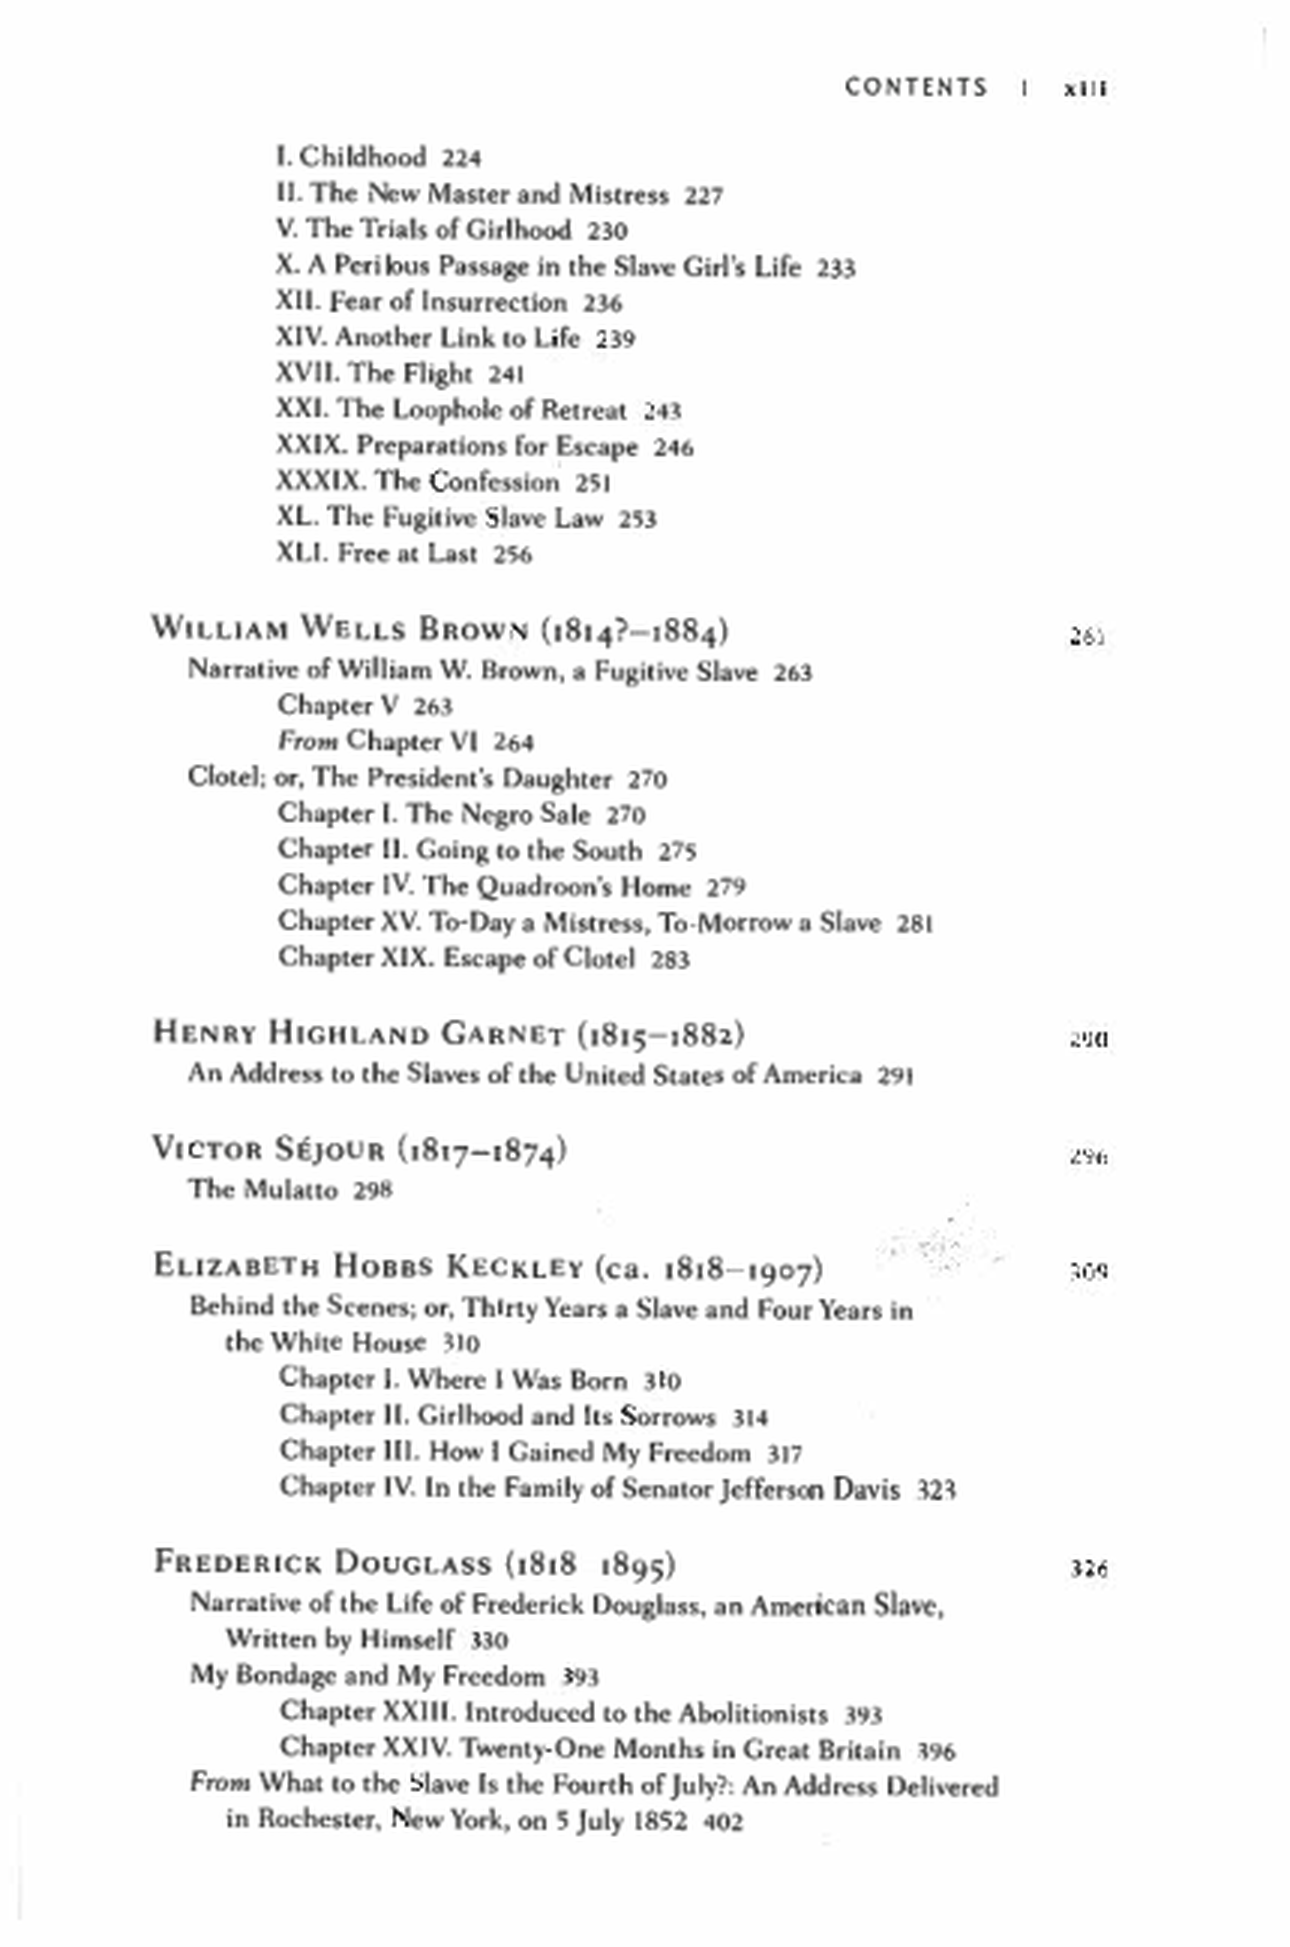 CONTENTS | xiii
I. Childhood 224
II. The New Master and Mistress 227
V. The Trials of Girlhood 230
X. A Perilous Passage in the Slave Girl's Life 233
XII. Fear of Insurrection 236
XIV. Another Link to Life 239
XVII. The Flight 241
XXI. The Loophole of Retreat 243
XXIX. Preparations for Escape 246
XXXIX. The Confession 251
XL. The Fugitive Slave Law 253
XLI. Free at Last 256
WILLIAM WELLS BROWN (1814?–1884)
Narrative of William W. Brown, a Fugitive Slave 263
Chapter V 263
From Chapter VI 264
Clotel; or, The President's Daughter 270
Chapter I. The Negro Sale 270
Chapter II. Going to the South 275
Chapter IV. The Quadroon's Home 279
Chapter XV. To-Day a Mistress, To-Morrow a Slave 281
Chapter XIX. Escape of Clotel 283
HENRY HIGHLAND GARNET (1815–1882) 290
An Address to the Slaves of the United States of America 291
VICTOR SÉJOUR (1817–1874) 296
The Mulatto 298
ELIZABETH HOBBS KECKLEY (ca. 1818–1907) 309
Behind the Scenes; or, Thirty Years a Slave and Four Years in
the White House 310
Chapter I. Where I Was Born 310
Chapter II. Girlhood and Its Sorrows 314
Chapter III. How I Gained My Freedom 317
Chapter IV. In the Family of Senator Jefferson Davis 323
FREDERICK DOUGLASS (1818 1895) 326
Narrative of the Life of Frederick Douglass, an American Slave,
Written by Himself 330
My Bondage and My Freedom 393
Chapter XXIII. Introduced to the Abolitionists 393
Chapter XXIV. Twenty-One Months in Great Britain 396
From What to the Slave Is the Fourth of July?: An Address Delivered
in Rochester, New York, on 5 July 1852 402